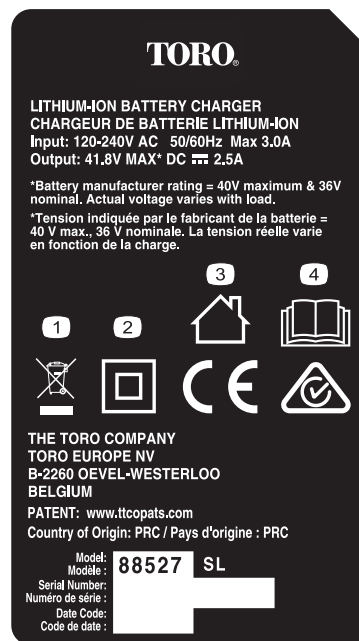 TORO®
LITHIUM-ION BATTERY CHARGER
CHARGEUR DE BATTERIE LITHIUM-ION
Input: 120-240V AC 50/60Hz Max 3.0A
Output: 41.8V MAX* DC ⎓ 2.5A
*Battery manufacturer rating = 40V maximum & 36V
nominal. Actual voltage varies with load.
*Tension indiquée par le fabricant de la batterie =
40 V max., 36 V nominale. La tension réelle varie
en fonction de la charge.
3 4
1 2
CE
THE TORO COMPANY
TORO EUROPE NV
B-2260 OEVEL-WESTERLOO
BELGIUM
PATENT: www.ttcopats.com
Country of Origin: PRC / Pays d'origine : PRC
Model:
Modèle :
88527 SL
Serial Number:
Numéro de série :
Date Code:
Code de date :